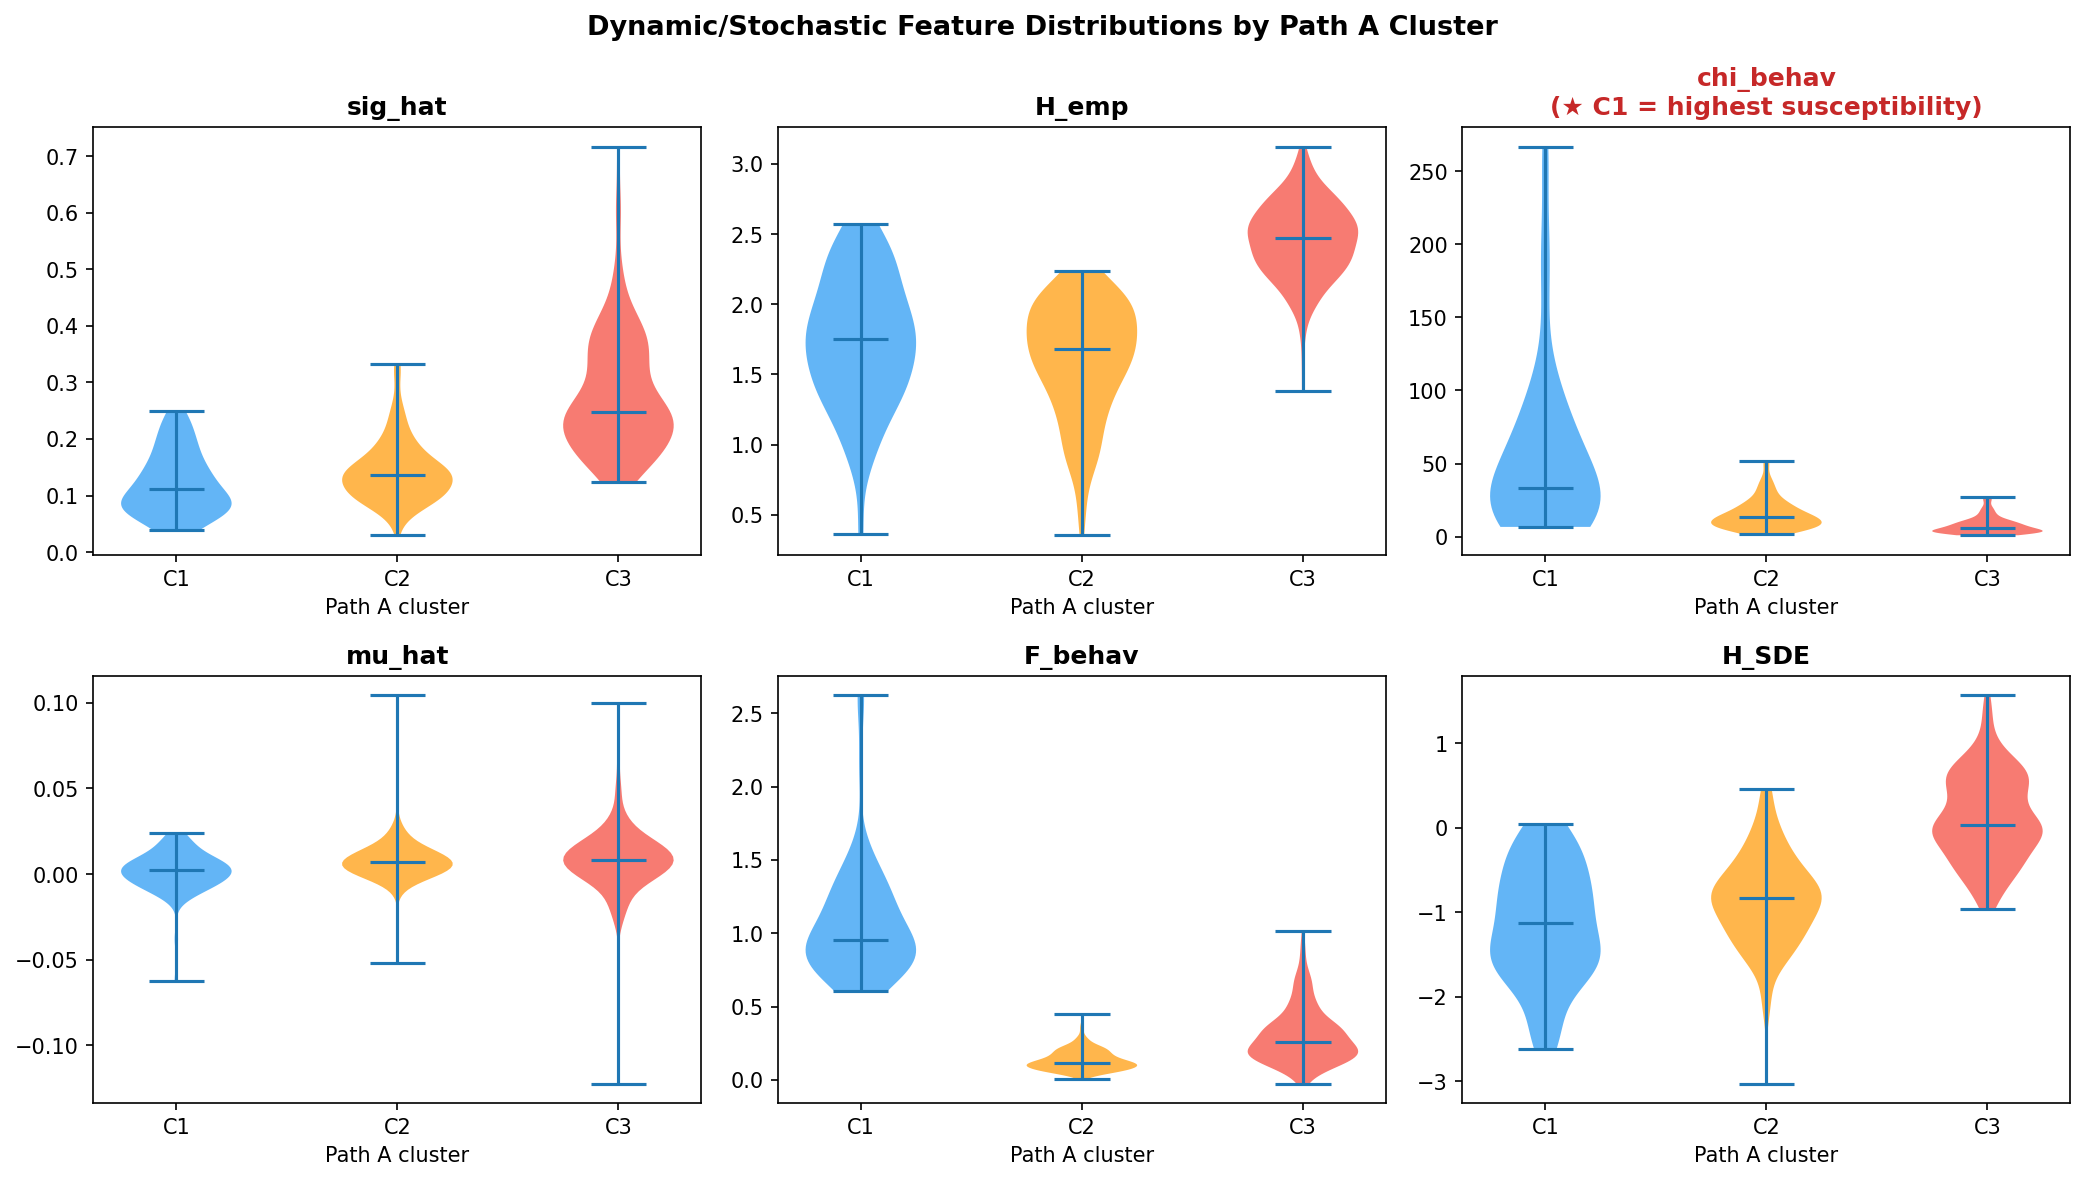 Dynamic/Stochastic Feature Distributions by Path A Cluster
sig_hat
0.7
0.6
0.5
0.4
0.3
0.2
0.1
0.0
C1 C2 C3
Path A cluster
H_emp
3.0
2.5
2.0
1.5
1.0
0.5
C1 C2 C3
Path A cluster
chi_behav
(★ C1 = highest susceptibility)
250
200
150
100
50
0
C1 C2 C3
Path A cluster
mu_hat
0.10
0.05
0.00
−0.05
−0.10
C1 C2 C3
Path A cluster
F_behav
2.5
2.0
1.5
1.0
0.5
0.0
C1 C2 C3
Path A cluster
H_SDE
1
0
−1
−2
−3
C1 C2 C3
Path A cluster